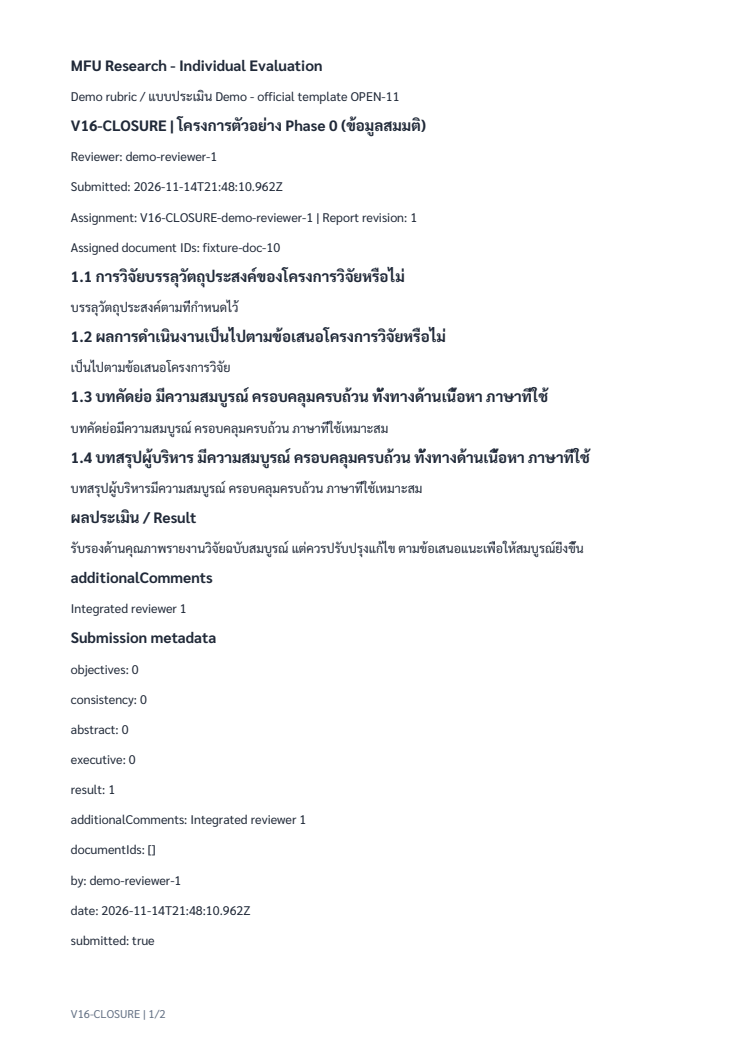 MFU Research - Individual Evaluation
Demo rubric / แบบประเมิน Demo - official template OPEN-11
V16-CLOSURE | โครงการตัวอย่าง Phase 0 (ข้อมูลสมมติ)
Reviewer: demo-reviewer-1
Submitted: 2026-11-14T21:48:10.962Z
Assignment: V16-CLOSURE-demo-reviewer-1 | Report revision: 1
Assigned document IDs: fixture-doc-10
1.1 การวิจัยบรรลุวัตถุประสงค์ของโครงการวิจัยหรือไม่
บรรลุวัตถุประสงค์ตามที่กำหนดไว้
1.2 ผลการดำเนินงานเป็นไปตามข้อเสนอโครงการวิจัยหรือไม่
เป็นไปตามข้อเสนอโครงการวิจัย
1.3 บทคัดย่อ มีความสมบูรณ์ ครอบคลุมครบถ้วน ทั้งทางด้านเนื้อหา ภาษาที่ใช้
บทคัดย่อมีความสมบูรณ์ ครอบคลุมครบถ้วน ภาษาที่ใช้เหมาะสม
1.4 บทสรุปผู้บริหาร มีความสมบูรณ์ ครอบคลุมครบถ้วน ทั้งทางด้านเนื้อหา ภาษาที่ใช้
บทสรุปผู้บริหารมีความสมบูรณ์ ครอบคลุมครบถ้วน ภาษาที่ใช้เหมาะสม
ผลประเมิน / Result
รับรองด้านคุณภาพรายงานวิจัยฉบับสมบูรณ์ แต่ควรปรับปรุงแก้ไข ตามข้อเสนอแนะเพื่อให้สมบูรณ์ยิ่งขึ้น
additionalComments
Integrated reviewer 1
Submission metadata
objectives: 0
consistency: 0
abstract: 0
executive: 0
result: 1
additionalComments: Integrated reviewer 1
documentIds: []
by: demo-reviewer-1
date: 2026-11-14T21:48:10.962Z
submitted: true
V16-CLOSURE | 1/2